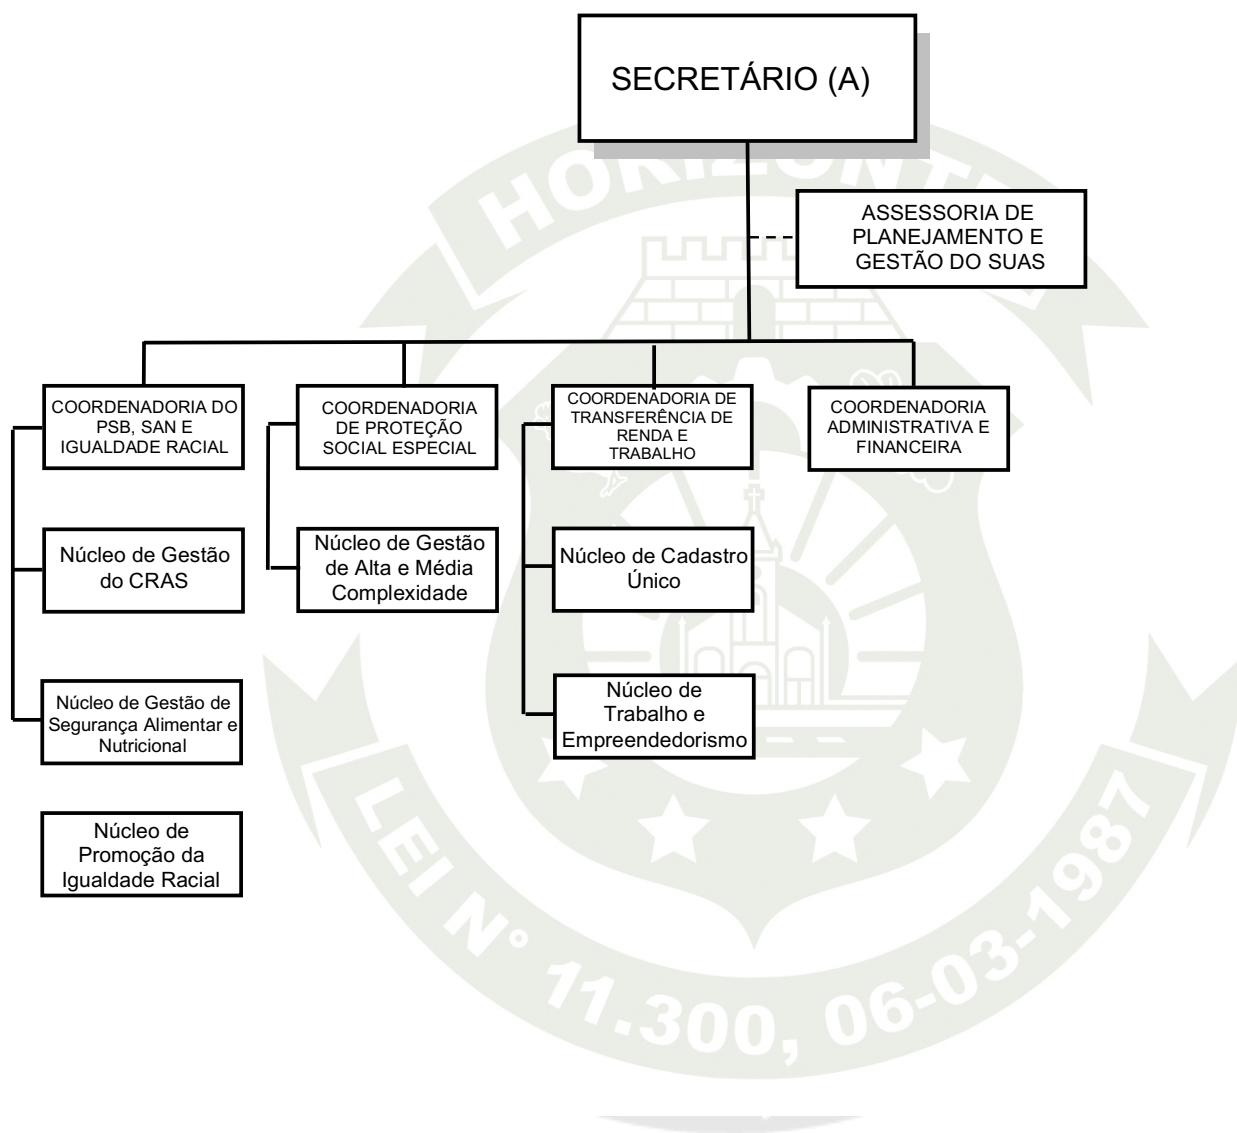 SECRETÁRIO (A)
ASSESSORIA DE
PLANEJAMENTO E
GESTÃO DO SUAS
COORDENADORIA DO
PSB, SAN E
IGUALDADE RACIAL
COORDENADORIA
DE PROTEÇÃO
SOCIAL ESPECIAL
COORDENADORIA DE
TRANSFERÊNCIA DE
RENDA E
TRABALHO
COORDENADORIA
ADMINISTRATIVA E
FINANCEIRA
Núcleo de Gestão
do CRAS
Núcleo de Gestão
de Alta e Média
Complexidade
Núcleo de Cadastro
Único
Núcleo de Gestão de
Segurança Alimentar e
Nutricional
Núcleo de
Trabalho e
Empreendedorismo
Núcleo de
Promoção da
Igualdade Racial
HORIZONTE
LEI Nº 11.300, 06-03-1987